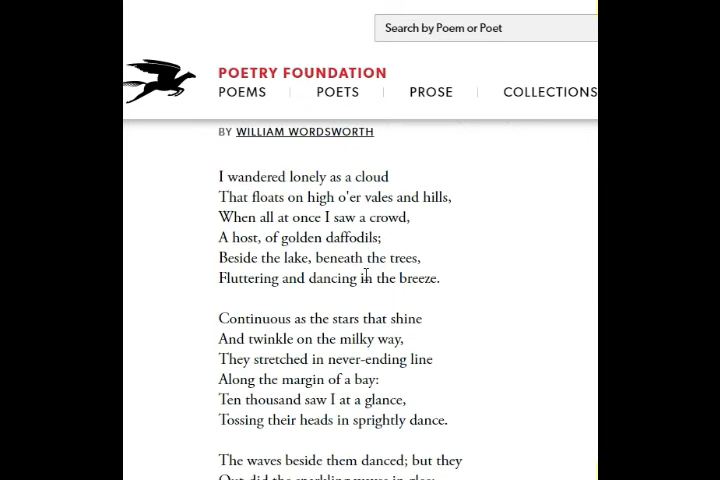 Search by Poem or Poet
POETRY FOUNDATION
POEMS POETS PROSE COLLECTIONS
BY WILLIAM WORDSWORTH
I wandered lonely as a cloud
That floats on high o'er vales and hills,
When all at once I saw a crowd,
A host, of golden daffodils;
Beside the lake, beneath the trees,
Fluttering and dancing in the breeze.
Continuous as the stars that shine
And twinkle on the milky way,
They stretched in never-ending line
Along the margin of a bay:
Ten thousand saw I at a glance,
Tossing their heads in sprightly dance.
The waves beside them danced; but they